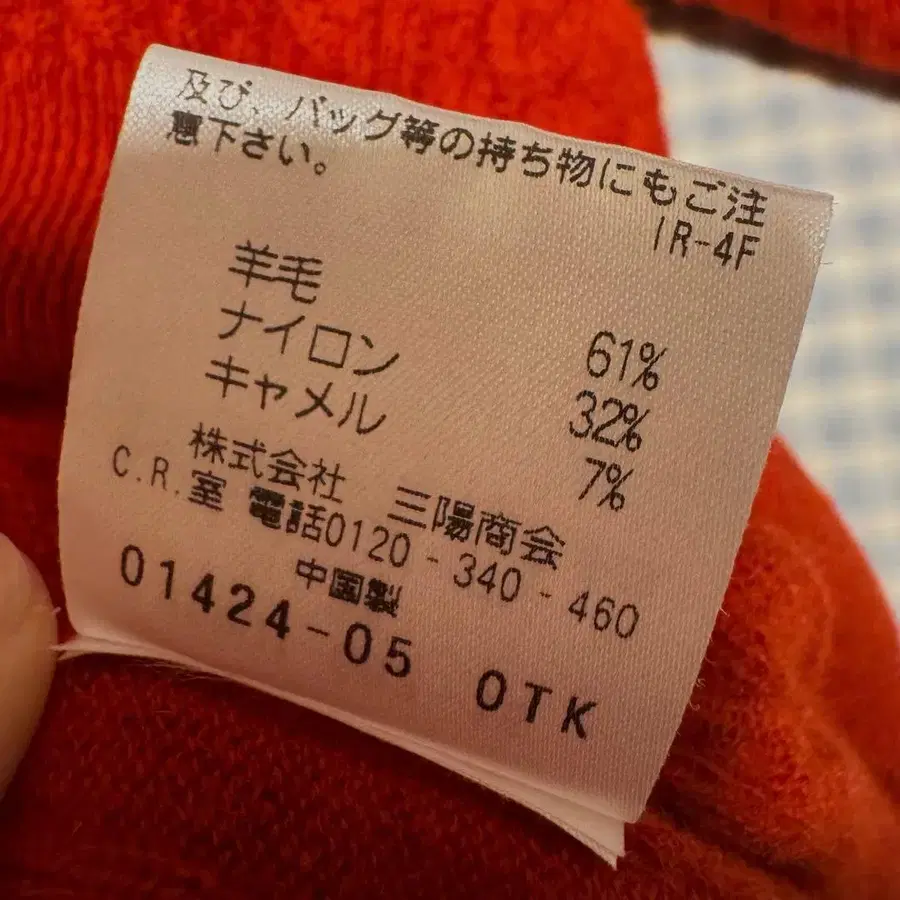 及び、バッグ等の持ち物にもご注
意下さい。
IR-4F
羊毛 61%
ナイロン 32%
キャメル 7%
株式会社 三陽商会
C.R.室 電話0120-340-460
中国製
01424-05 OTK